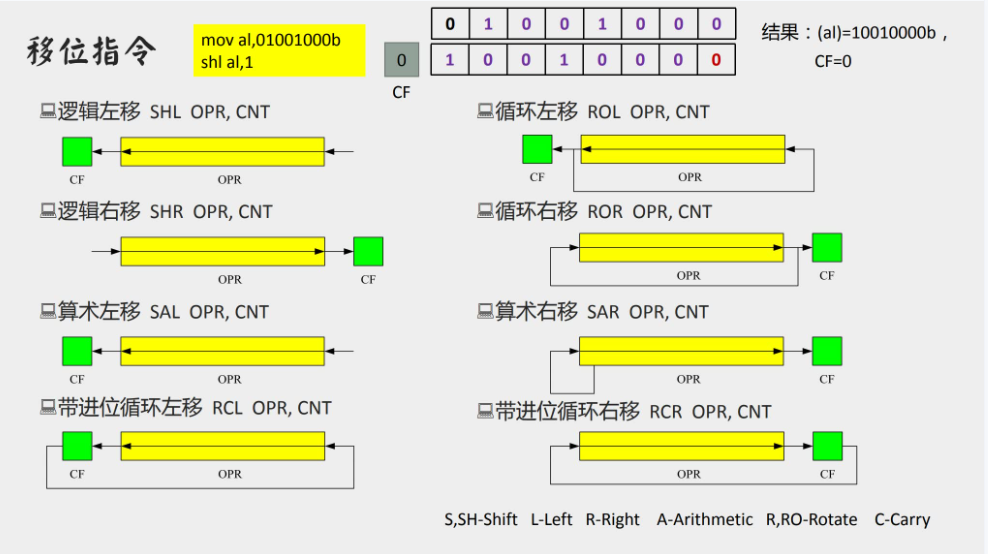 移位指令
mov al,01001000b
shl al,1
0 1 0 0 1 0 0 0
0 1 0 0 1 0 0 0 0
CF
结果：(al)=10010000b，
CF=0
逻辑左移 SHL OPR, CNT
CF OPR
循环左移 ROL OPR, CNT
CF OPR
逻辑右移 SHR OPR, CNT
OPR CF
循环右移 ROR OPR, CNT
OPR CF
算术左移 SAL OPR, CNT
CF OPR
算术右移 SAR OPR, CNT
OPR CF
带进位循环左移 RCL OPR, CNT
CF OPR
带进位循环右移 RCR OPR, CNT
OPR CF
S,SH-Shift L-Left R-Right A-Arithmetic R,RO-Rotate C-Carry